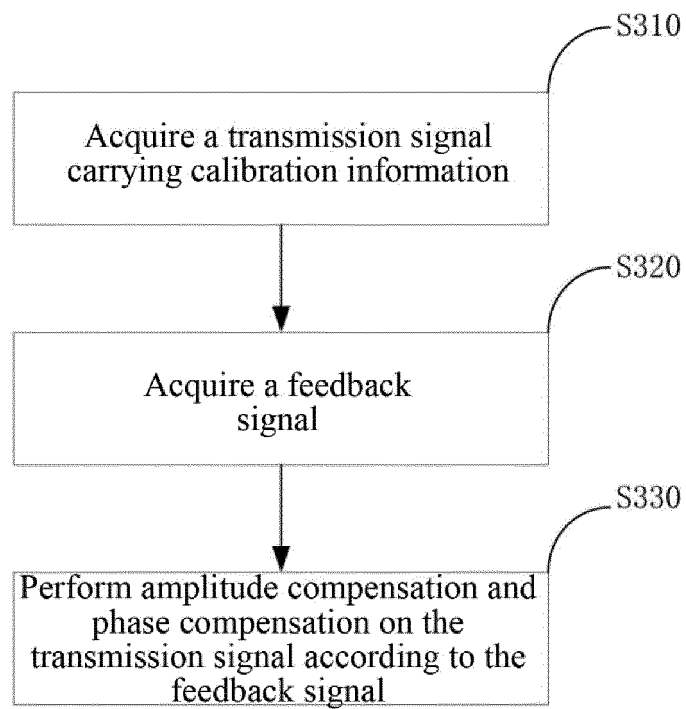 S310
Acquire a transmission signal
carrying calibration information
S320
Acquire a feedback
signal
S330
Perform amplitude compensation and
phase compensation on the
transmission signal according to the
feedback signal